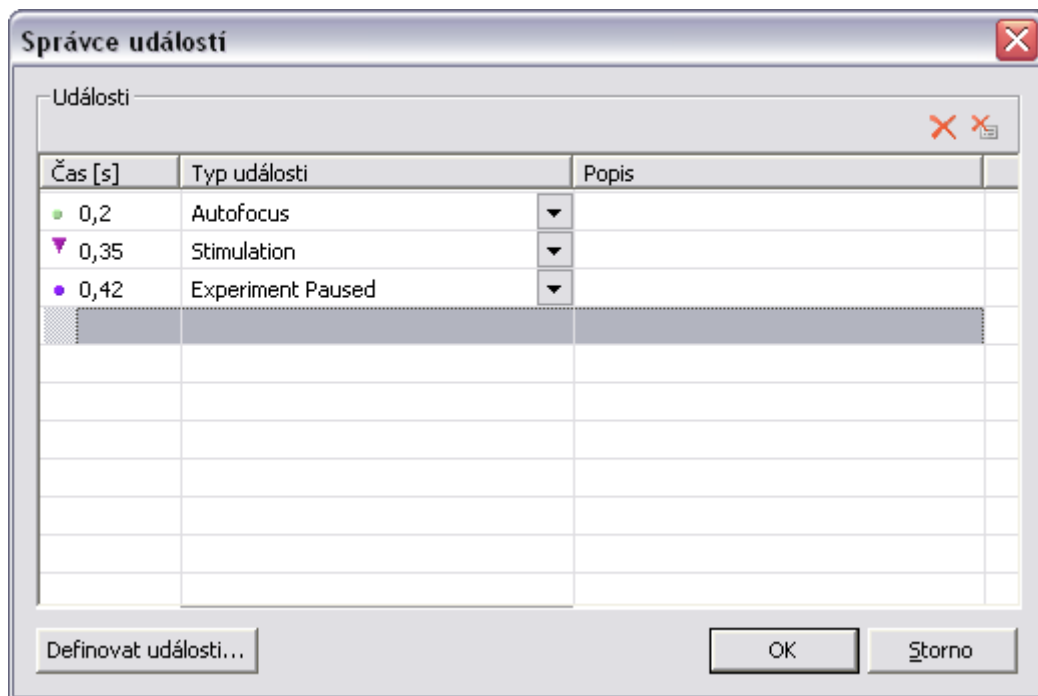 Správce událostí
Události
Čas [s] Typ události Popis
0,2 Autofocus
0,35 Stimulation
0,42 Experiment Paused
Definovat události... OK Storno